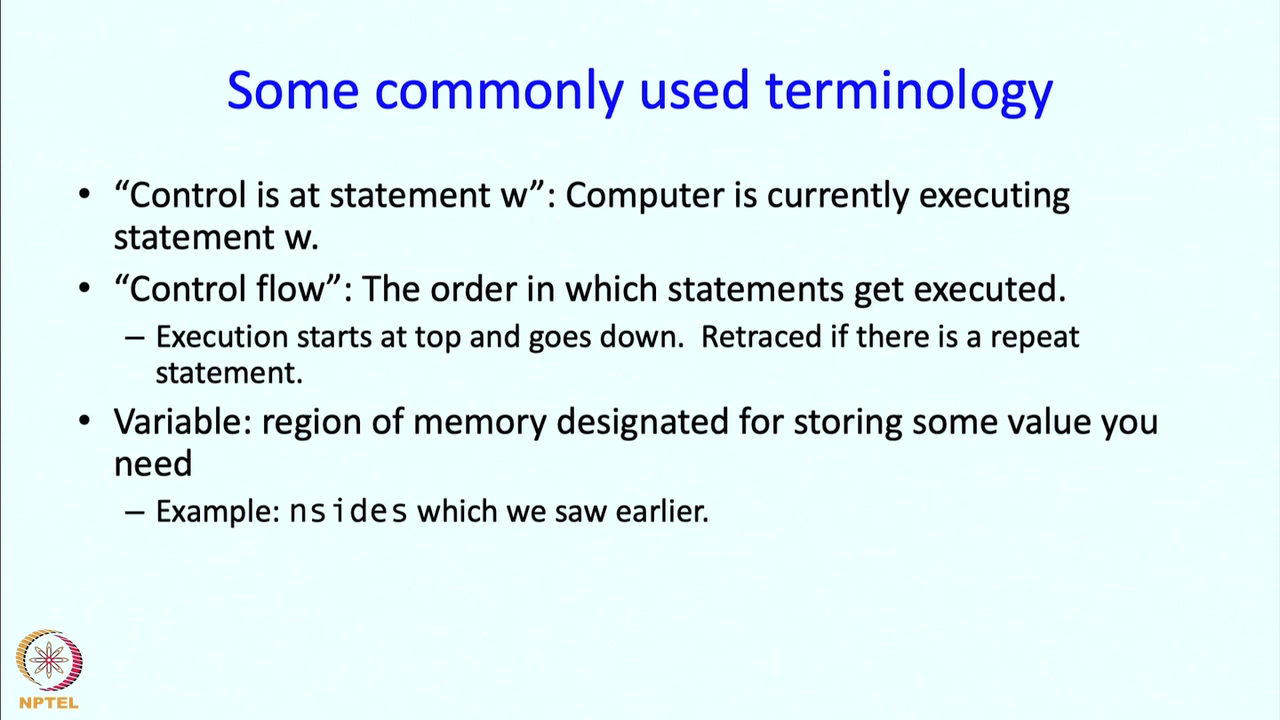 Some commonly used terminology
• “Control is at statement w”: Computer is currently executing
statement w.
• “Control flow”: The order in which statements get executed.
– Execution starts at top and goes down.  Retraced if there is a repeat
statement.
• Variable: region of memory designated for storing some value you
need
– Example: nsides which we saw earlier.
NPTEL